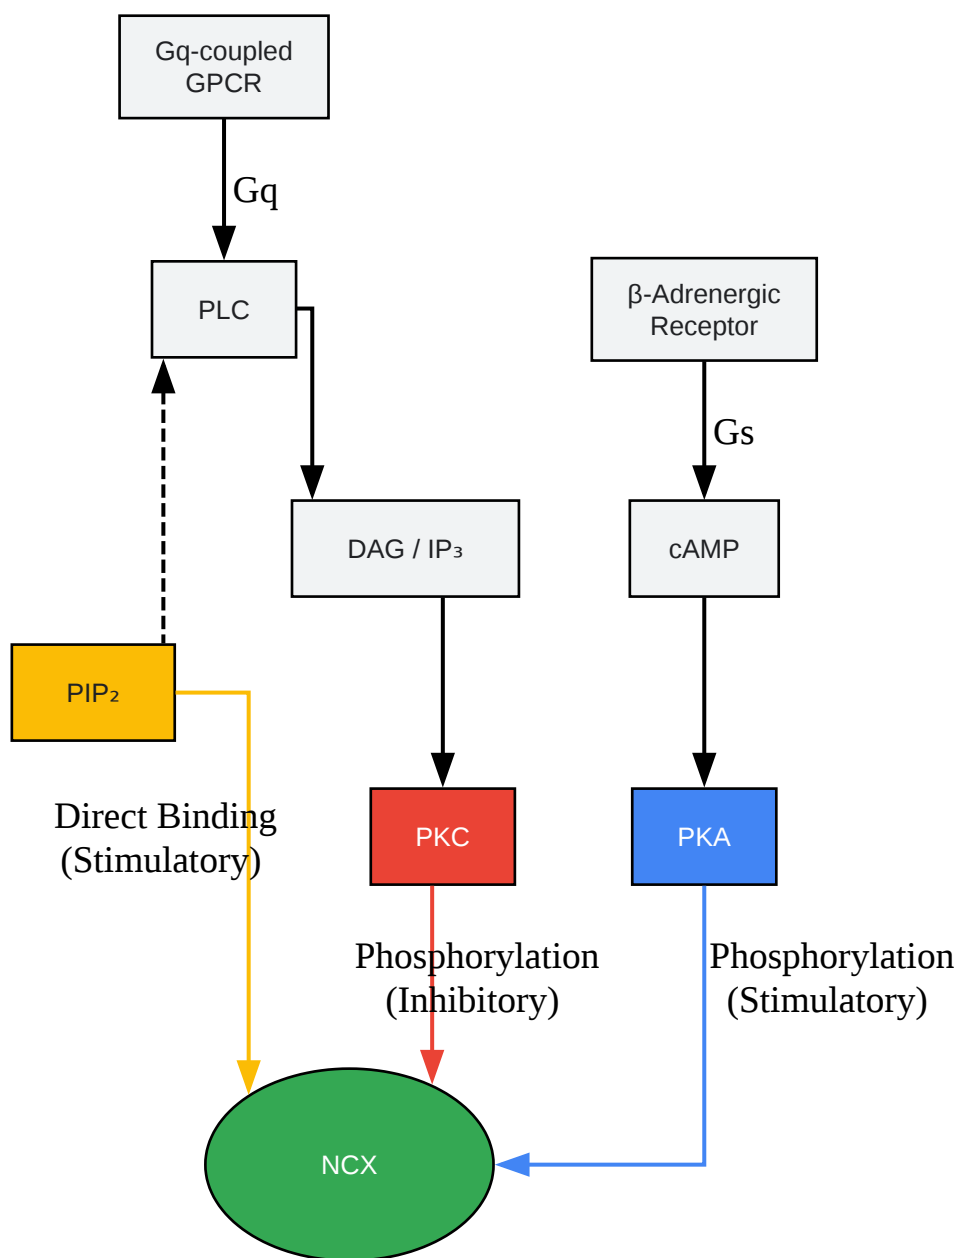 Gq-coupled
GPCR
Gq
PLC
β-Adrenergic
Receptor
Gs
DAG / IP₃
cAMP
PIP₂
Direct Binding
(Stimulatory)
PKC
PKA
Phosphorylation
(Inhibitory)
Phosphorylation
(Stimulatory)
NCX